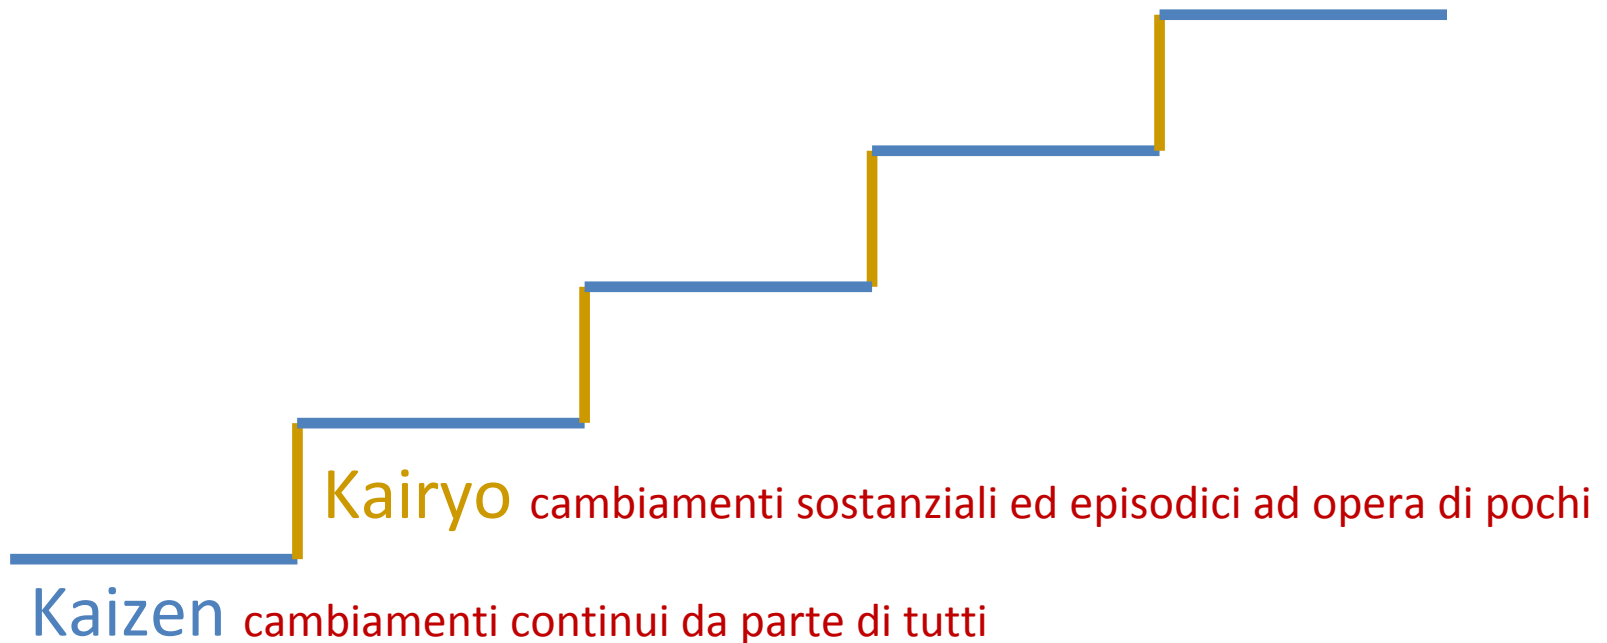 Kairyo cambiamenti sostanziali ed episodici ad opera di pochi
Kaizen cambiamenti continui da parte di tutti